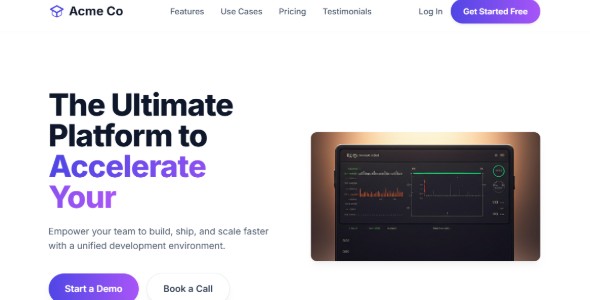 Acme Co
Features Use Cases Pricing Testimonials
Log In
Get Started Free
The Ultimate
Platform to
Accelerate
Your
Empower your team to build, ship, and scale faster
with a unified development environment.
Start a Demo
Book a Call